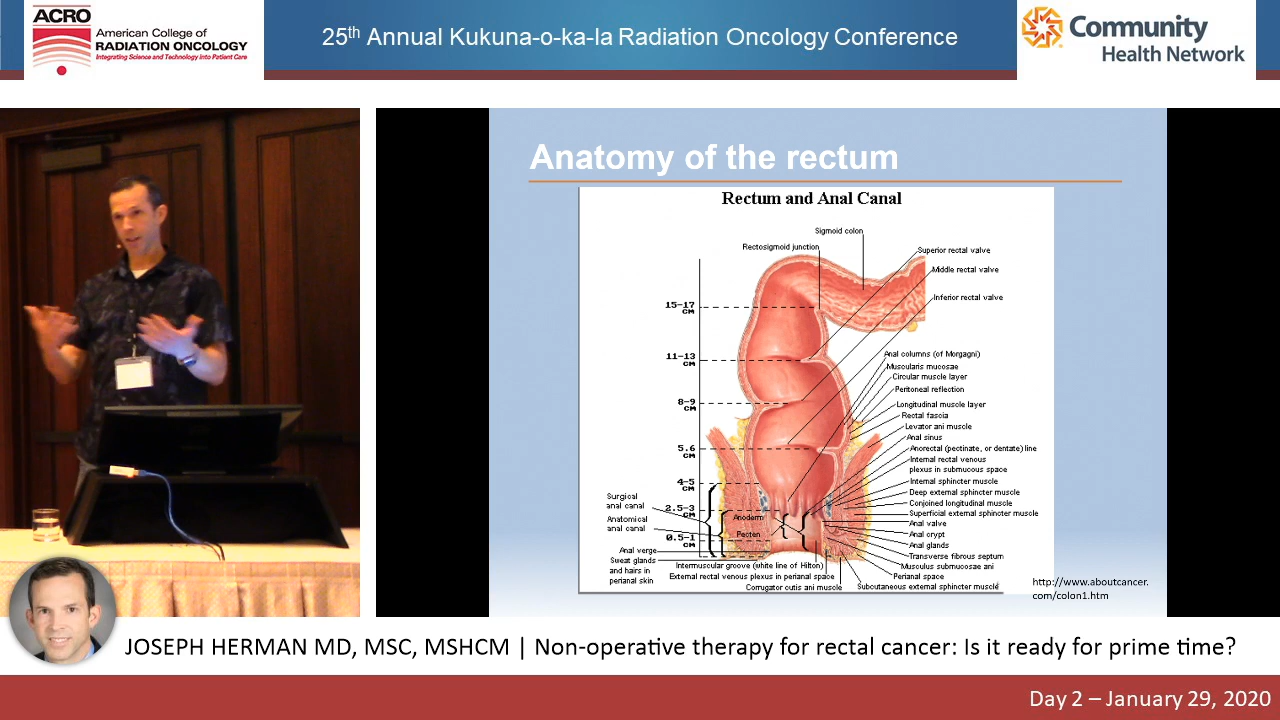 ACRO
American College of
RADIATION ONCOLOGY
Integrating Science and Technology into Patient Care
25th Annual Kukuna-o-ka-la Radiation Oncology Conference
Community
Health Network
Anatomy of the rectum
Rectum and Anal Canal
Sigmoid colon
Rectosigmoid junction
Superior rectal valve
Middle rectal valve
Inferior rectal valve
15-17
CM
11-13
CM
8-9
CM
5.6
CM
4-5
CM
2.5-3
CM
0.5-1
CM
Anal columns (of Morgagni)
Muscularis mucosae
Circular muscle layer
Peritoneal reflection
Longitudinal muscle layer
Rectal fascia
Levator ani muscle
Anal sinus
Anorectal (pectinate, or dentate) line
Internal rectal venous
plexus in submucous space
Internal sphincter muscle
Deep external sphincter muscle
Conjoined longitudinal muscle
Superficial external sphincter muscle
Anal valve
Anal crypt
Anal glands
Transverse fibrous septum
Musculus submucosae ani
Perianal space
Subcutaneous external sphincter muscle
Surgical
anal canal
Anatomical
anal canal
Anoderm
Pecten
Anal verge
Sweat glands
and hairs in
perianal skin
Intermuscular groove (white line of Hilton)
External rectal venous plexus in perianal space
Corrugator cutis ani muscle
http://www.aboutcancer.
com/colon1.htm
JOSEPH HERMAN MD, MSC, MSHCM | Non-operative therapy for rectal cancer: Is it ready for prime time?
Day 2 – January 29, 2020